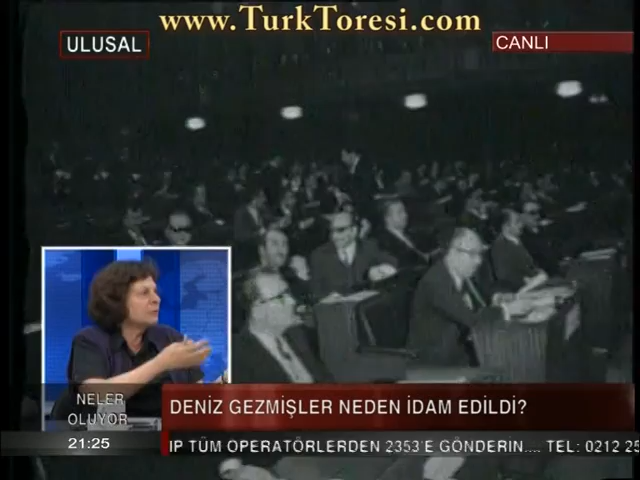 www.TurkToresi.com
ULUSAL
CANLI
NELER
OLUYOR
DENİZ GEZMİŞLER NEDEN İDAM EDİLDİ?
21:25
IP TÜM OPERATÖRLERDEN 2353'E GÖNDERİN.... TEL: 0212 25